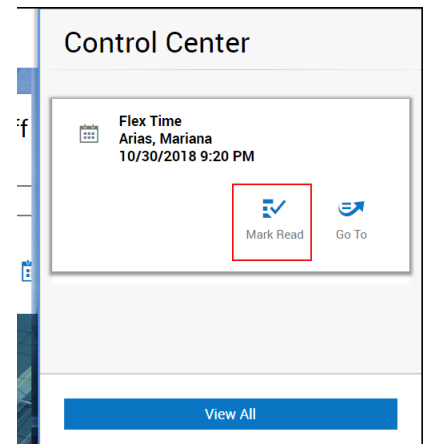 Control Center
Flex Time
Arias, Mariana
10/30/2018 9:20 PM
Mark Read
Go To
View All